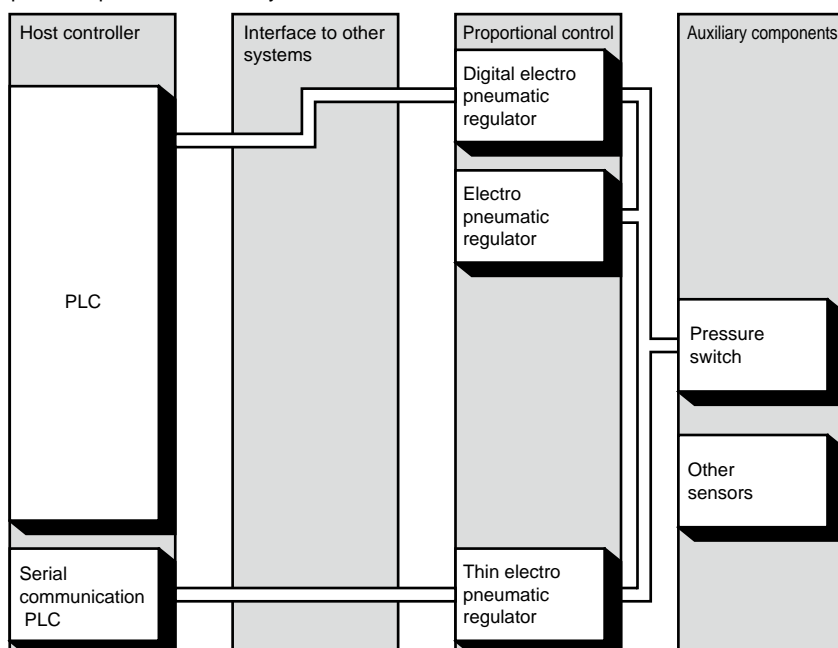 Host controller
Interface to other
systems
Proportional control
Auxiliary components
Digital electro
pneumatic
regulator
Electro
pneumatic
regulator
PLC
Pressure
switch
Other
sensors
Serial
communication
PLC
Thin electro
pneumatic
regulator